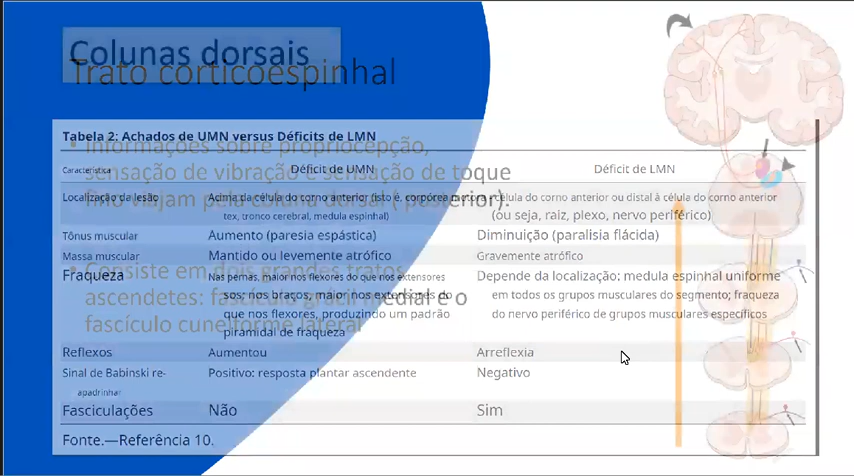 Colunas dorsais
Trato corticoespinhal
Tabela 2: Achados de UMN versus Déficits de LMN
• Informações sobre propriocepção,
sensação de vibração e sensação de toque
fino viajam pela coluna dorsal ( posterior).
• Consiste em dois grandes tratos
ascendetes: fascículo grácil medial e o
fascículo cuneiforme lateral
Característica Déficit de UMN Déficit de LMN
Localização da lesão Acima da célula do corno anterior (isto é, corpórea célula do corno anterior ou distal à célula do corno anterior
tex, tronco cerebral, medula espinhal) (ou seja, raiz, plexo, nervo periférico)
Tônus muscular Aumento (paresia espástica) Diminuição (paralisia flácida)
Massa muscular Mantido ou levemente atrófico Gravemente atrófico
Fraqueza Nas pernas, maior nos flexores do que nos extensores Depende da localização: medula espinhal uniforme
sos; nos braços, maior nos extensores do em todos os grupos musculares do segmento; fraqueza
que nos flexores, produzindo um padrão do nervo periférico de grupos musculares específicos
piramidal de fraqueza
Reflexos Aumentou Arreflexia
Sinal de Babinski re- Positivo: resposta plantar ascendente Negativo
apadrinhar
Fasciculações Não Sim
Fonte.—Referência 10.